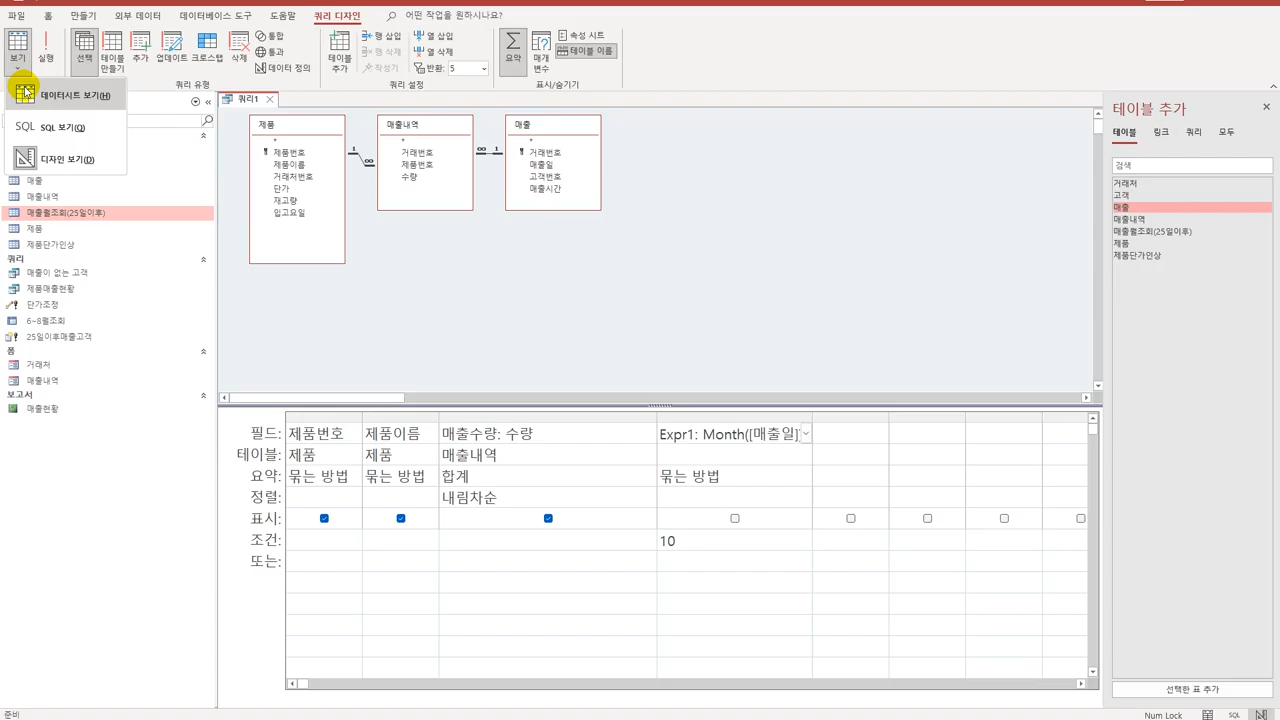 파일 홈 만들기 외부 데이터 데이터베이스 도구 도움말 쿼리 디자인 어떤 작업을 원하시나요?
보기
실행
선택
테이블 만들기
추가
업데이트
크로스탭
삭제
통합
통과
데이터 정의
쿼리 유형
테이블 추가
행 삽입
행 삭제
작성기
열 삽입
열 삭제
반환: 5
쿼리 설정
요약
매개 변수
속성 시트
테이블 이름
표시/숨기기
데이터시트 보기(H)
SQL SQL 보기(Q)
디자인 보기(D)
매출
매출내역
매출월조회(25일이후)
제품
제품단가인상
쿼리
매출이 없는 고객
제품매출현황
단가조정
6~8월조회
25일이후매출고객
폼
거래처
매출내역
보고서
매출현황
쿼리1
제품
*
제품번호
제품이름
거래처번호
단가
재고량
입고요일
1
∞
매출내역
*
거래번호
제품번호
수량
∞ 1
매출
*
거래번호
매출일
고객번호
매출시간
필드: 제품번호 제품이름 매출수량: 수량 Expr1: Month([매출일])
테이블: 제품 제품 매출내역
요약: 묶는 방법 묶는 방법 합계 묶는 방법
정렬: 내림차순
표시:
조건: 10
또는:
테이블 추가
테이블 링크 쿼리 모두
검색
거래처
고객
매출
매출내역
매출월조회(25일이후)
제품
제품단가인상
선택한 표 추가
준비
Num Lock
SQL